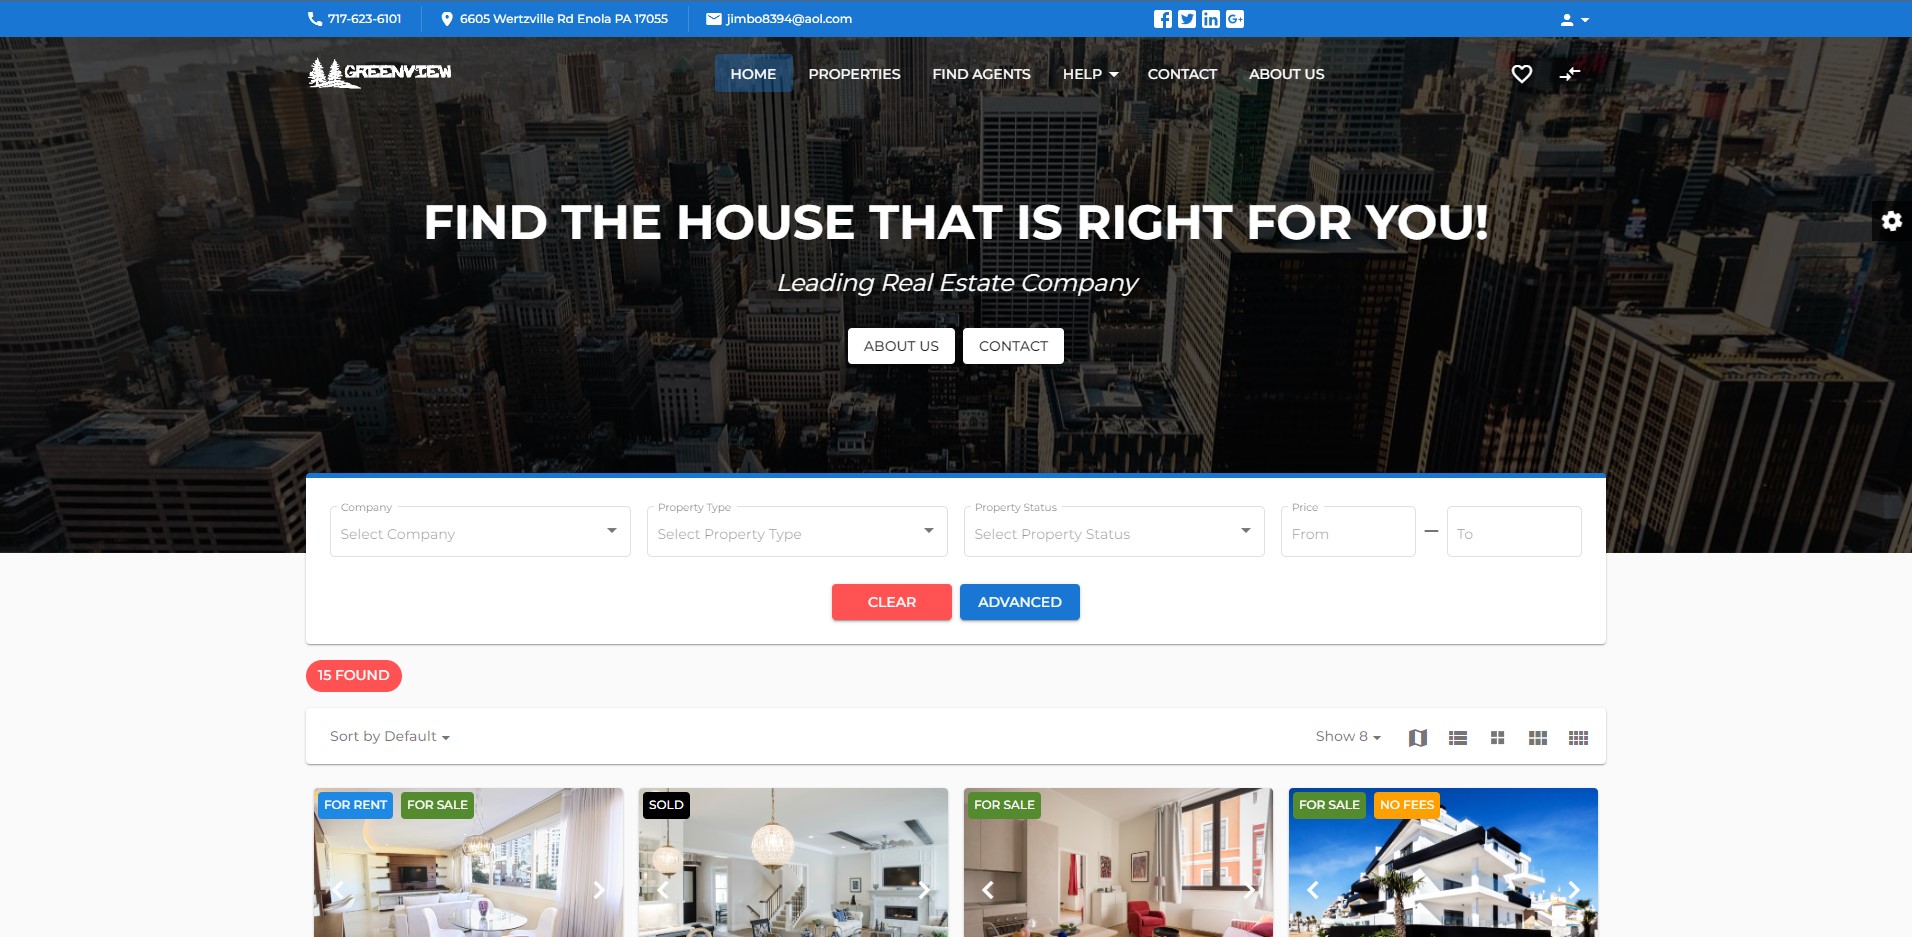 717-623-6101
6605 Wertzville Rd Enola PA 17055
jimbo8394@aol.com
GREENVIEW
HOME
PROPERTIES
FIND AGENTS
HELP
CONTACT
ABOUT US
FIND THE HOUSE THAT IS RIGHT FOR YOU!
Leading Real Estate Company
ABOUT US
CONTACT
Company
Select Company
Property Type
Select Property Type
Property Status
Select Property Status
Price
From
To
CLEAR
ADVANCED
15 FOUND
Sort by Default
Show 8
FOR RENT
FOR SALE
SOLD
FOR SALE
FOR SALE
NO FEES